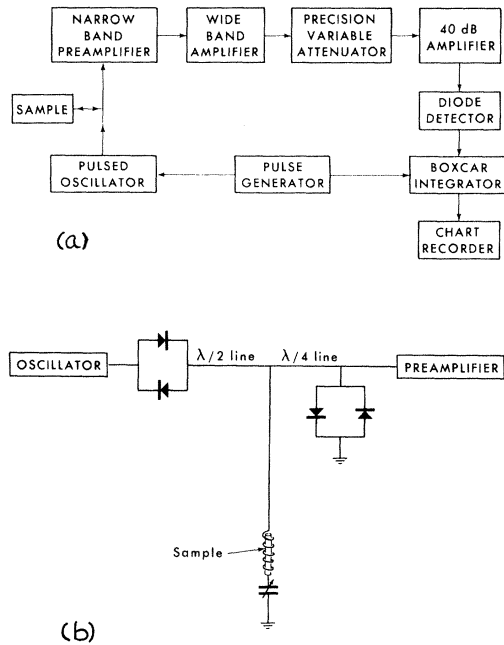 NARROW
BAND
PREAMPLIFIER
WIDE
BAND
AMPLIFIER
PRECISION
VARIABLE
ATTENUATOR
40 dB
AMPLIFIER
SAMPLE
DIODE
DETECTOR
PULSED
OSCILLATOR
PULSE
GENERATOR
BOXCAR
INTEGRATOR
CHART
RECORDER
(a)
OSCILLATOR
λ/2 line
λ/4 line
PREAMPLIFIER
Sample
(b)